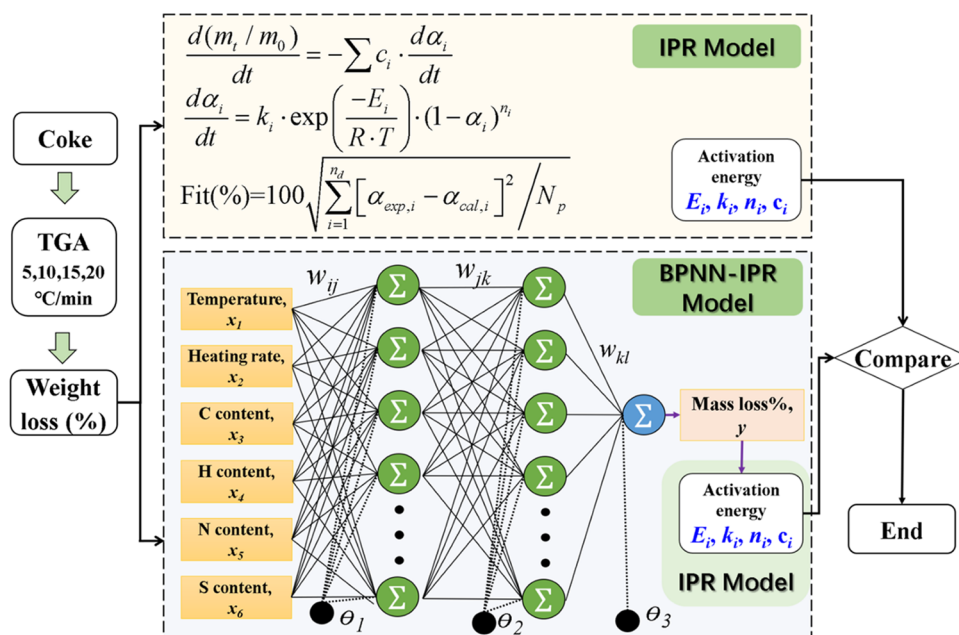 Coke
TGA
5,10,15,20
°C/min
Weight
loss (%)
IPR Model
d(m_t / m_0)/dt = −∑ c_i · dα_i/dt
dα_i/dt = k_i · exp(−E_i/(R·T)) · (1−α_i)^{n_i}
Fit(%)=100√(∑_{i=1}^{n_d} [α_{exp,i} − α_{cal,i}]² / N_p)
Activation
energy
E_i, k_i, n_i, c_i
BPNN-IPR
Model
Temperature,
x_1
Heating rate,
x_2
C content,
x_3
H content,
x_4
N content,
x_5
S content,
x_6
w_ij
w_jk
w_kl
Σ Σ
Σ Σ
Σ Σ
Σ
Σ Σ
Σ Σ
θ_1
θ_2
θ_3
Mass loss%,
y
Activation
energy
E_i, k_i, n_i, c_i
IPR Model
Compare
End